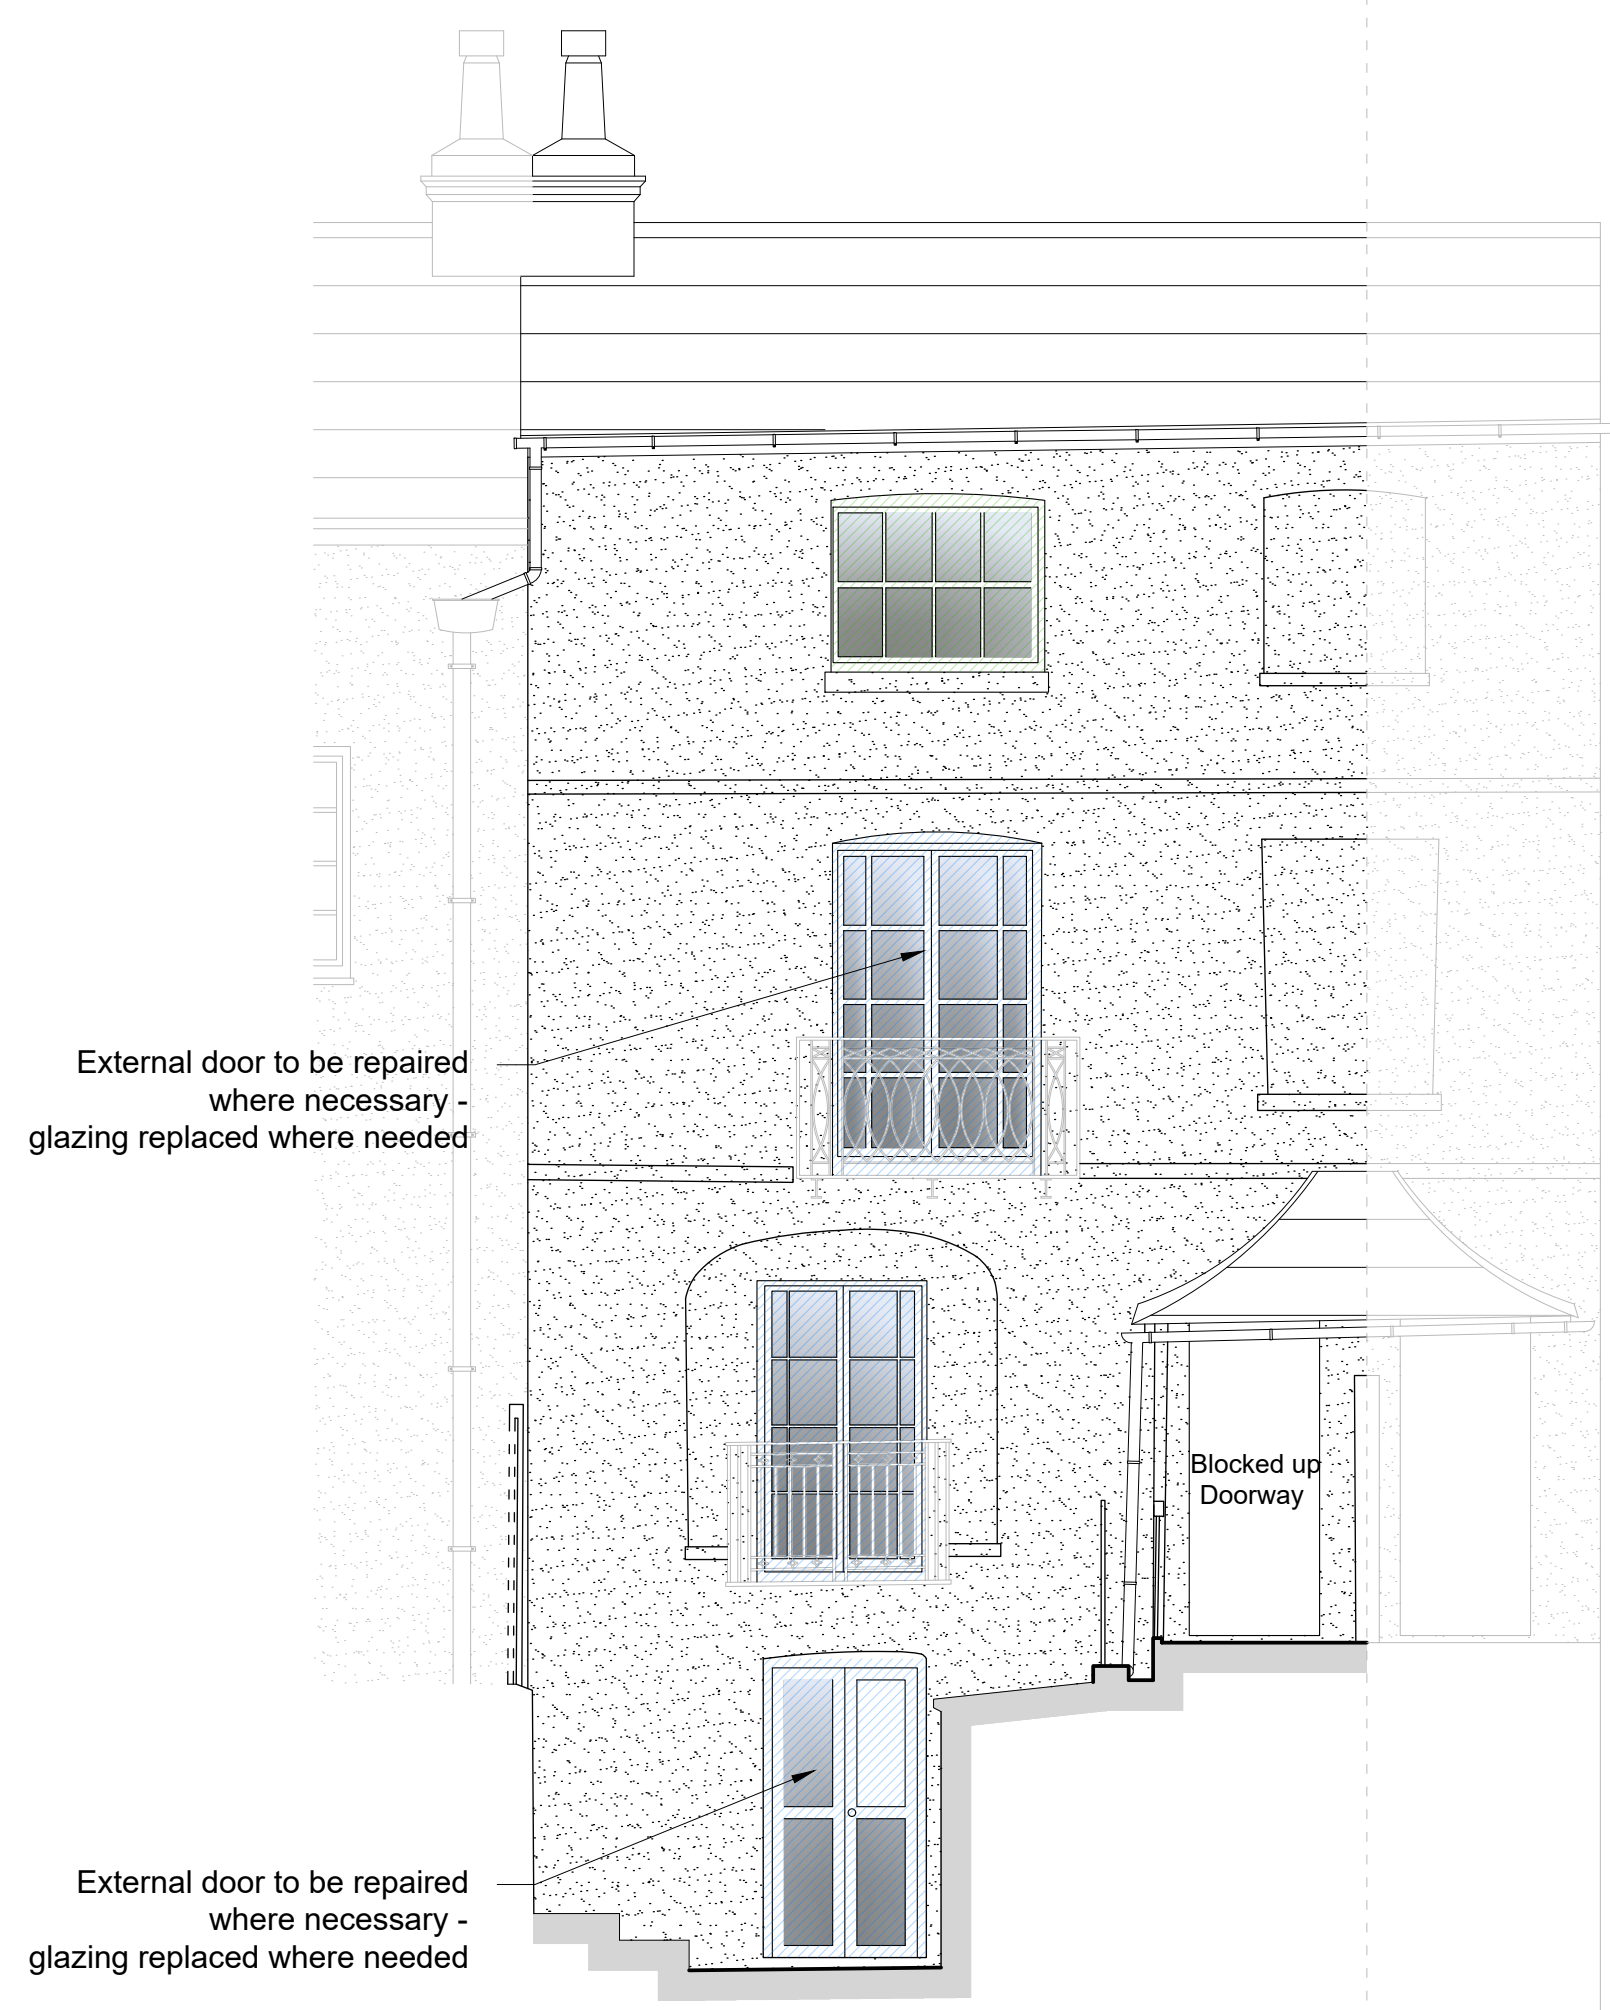 External door to be repaired
where necessary -
glazing replaced where needed
Blocked up
Doorway
External door to be repaired
where necessary -
glazing replaced where needed